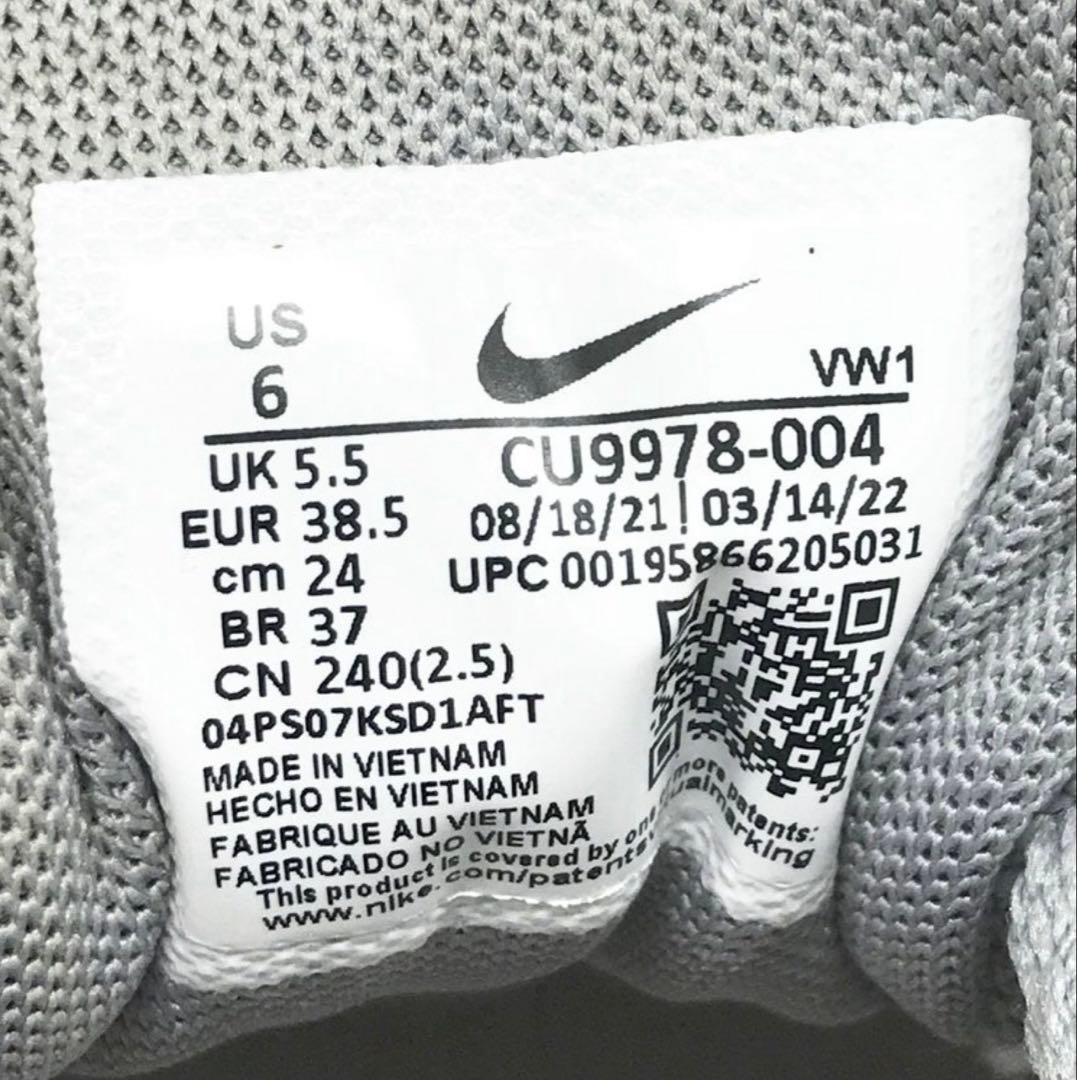 US
6
VW1
UK 5.5
CU9978-004
EUR 38.5
08/18/21| 03/14/22
cm 24
UPC 00195866205031
BR 37
CN 240(2.5)
04PS07KSD1AFT
MADE IN VIETNAM
HECHO EN VIETNAM
FABRIQUE AU VIETNAM
FABRICADO NO VIETNÃ
This product is covered by one more patents:
www.nike.com/patents